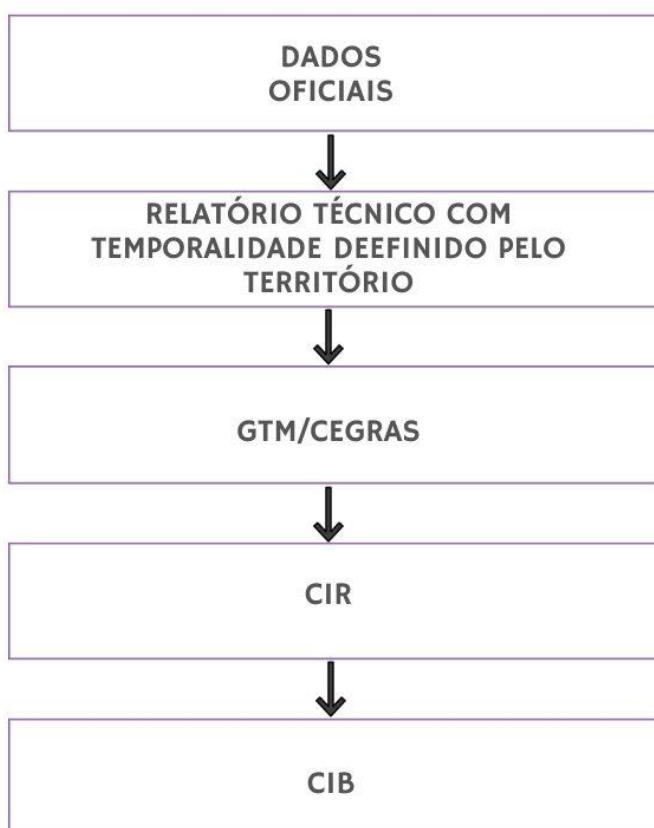 DADOS
OFICIAIS
RELATÓRIO TÉCNICO COM
TEMPORALIDADE DEEFINIDO PELO
TERRITÓRIO
GTM/CEGRAS
CIR
CIB